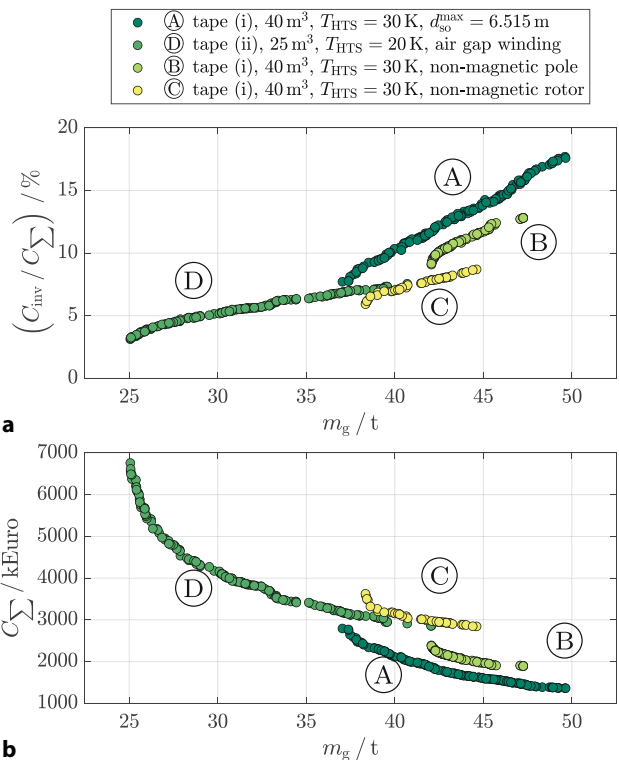 Ⓐ tape (i), 40 m³, T_HTS = 30 K, d_so^max = 6.515 m
Ⓓ tape (ii), 25 m³, T_HTS = 20 K, air gap winding
Ⓑ tape (i), 40 m³, T_HTS = 30 K, non-magnetic pole
Ⓒ tape (i), 40 m³, T_HTS = 30 K, non-magnetic rotor
(C_inv / C_∑) / %
20
15
10
5
0
Ⓐ
Ⓑ
Ⓓ
Ⓒ
25 30 35 40 45 50
m_g / t
a
C_∑ / kEuro
7000
6000
5000
4000
3000
2000
1000
Ⓓ
Ⓒ
Ⓑ
Ⓐ
25 30 35 40 45 50
m_g / t
b